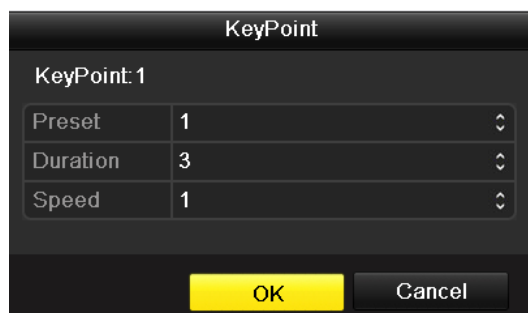 KeyPoint
KeyPoint:1
Preset 1
Duration 3
Speed 1
OK Cancel